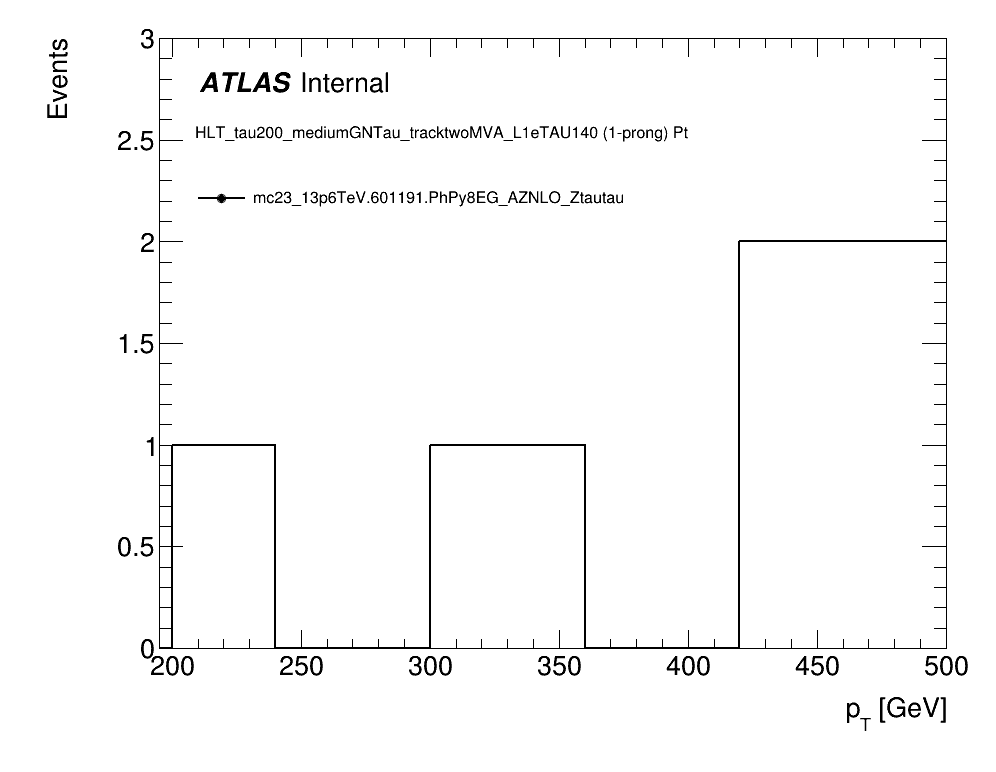 Events
3
2.5
2
1.5
1
0.5
0
ATLAS Internal
HLT_tau200_mediumGNTau_tracktwoMVA_L1eTAU140 (1-prong) Pt
mc23_13p6TeV.601191.PhPy8EG_AZNLO_Ztautau
200 250 300 350 400 450 500
p_T [GeV]